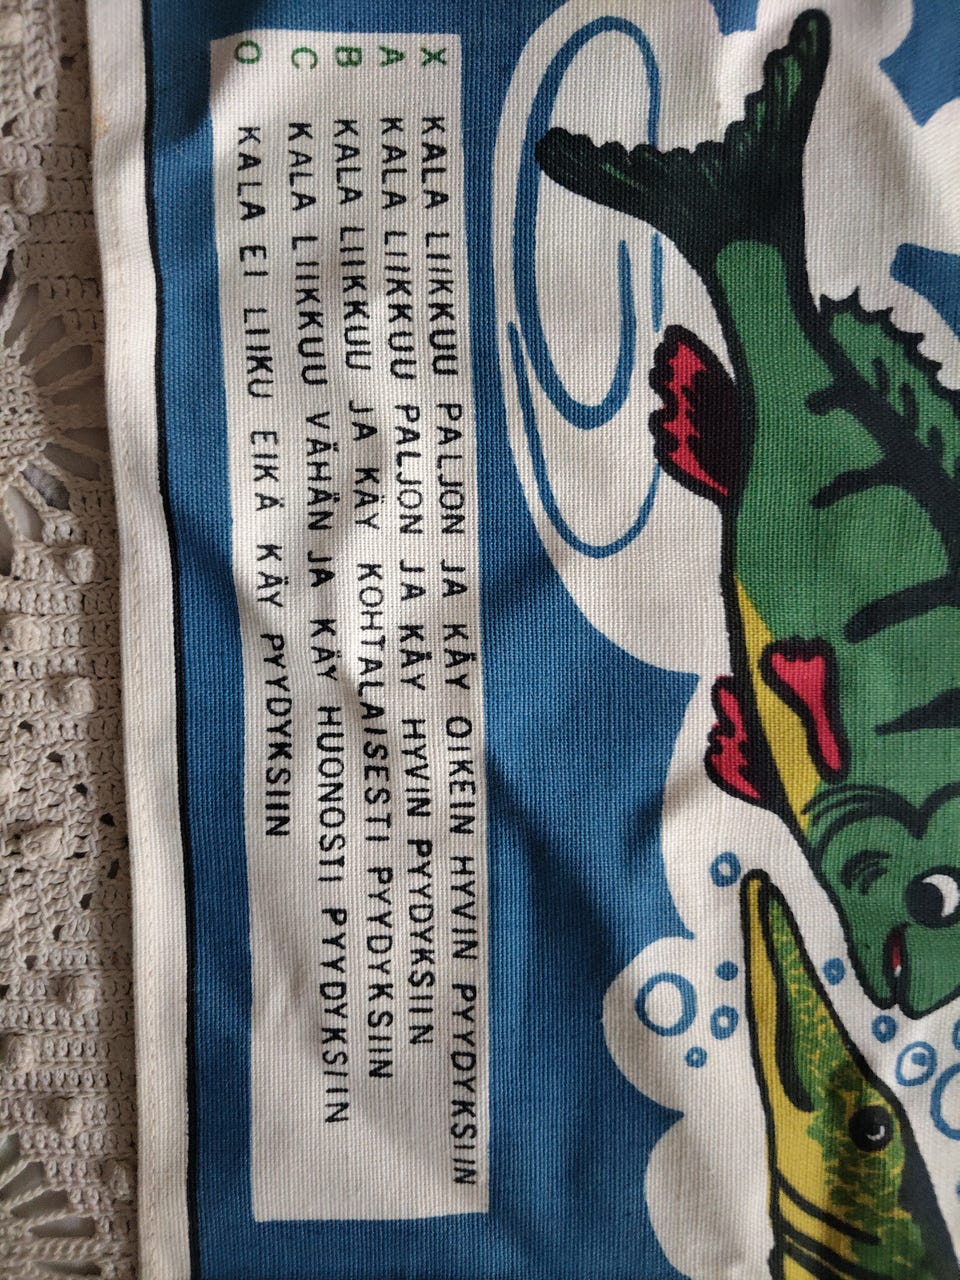 X KALA LIIKKUU PALJON JA KÄY OIKEIN HYVIN PYYDYKSIIN
A KALA LIIKKUU PALJON JA KÄY HYVIN PYYDYKSIIN
B KALA LIIKKUU JA KÄY KOHTALAISESTI PYYDYKSIIN
C KALA LIIKKUU VÄHÄN JA KÄY HUONOSTI PYYDYKSIIN
O KALA EI LIIKU EIKÄ KÄY PYYDYKSIIN